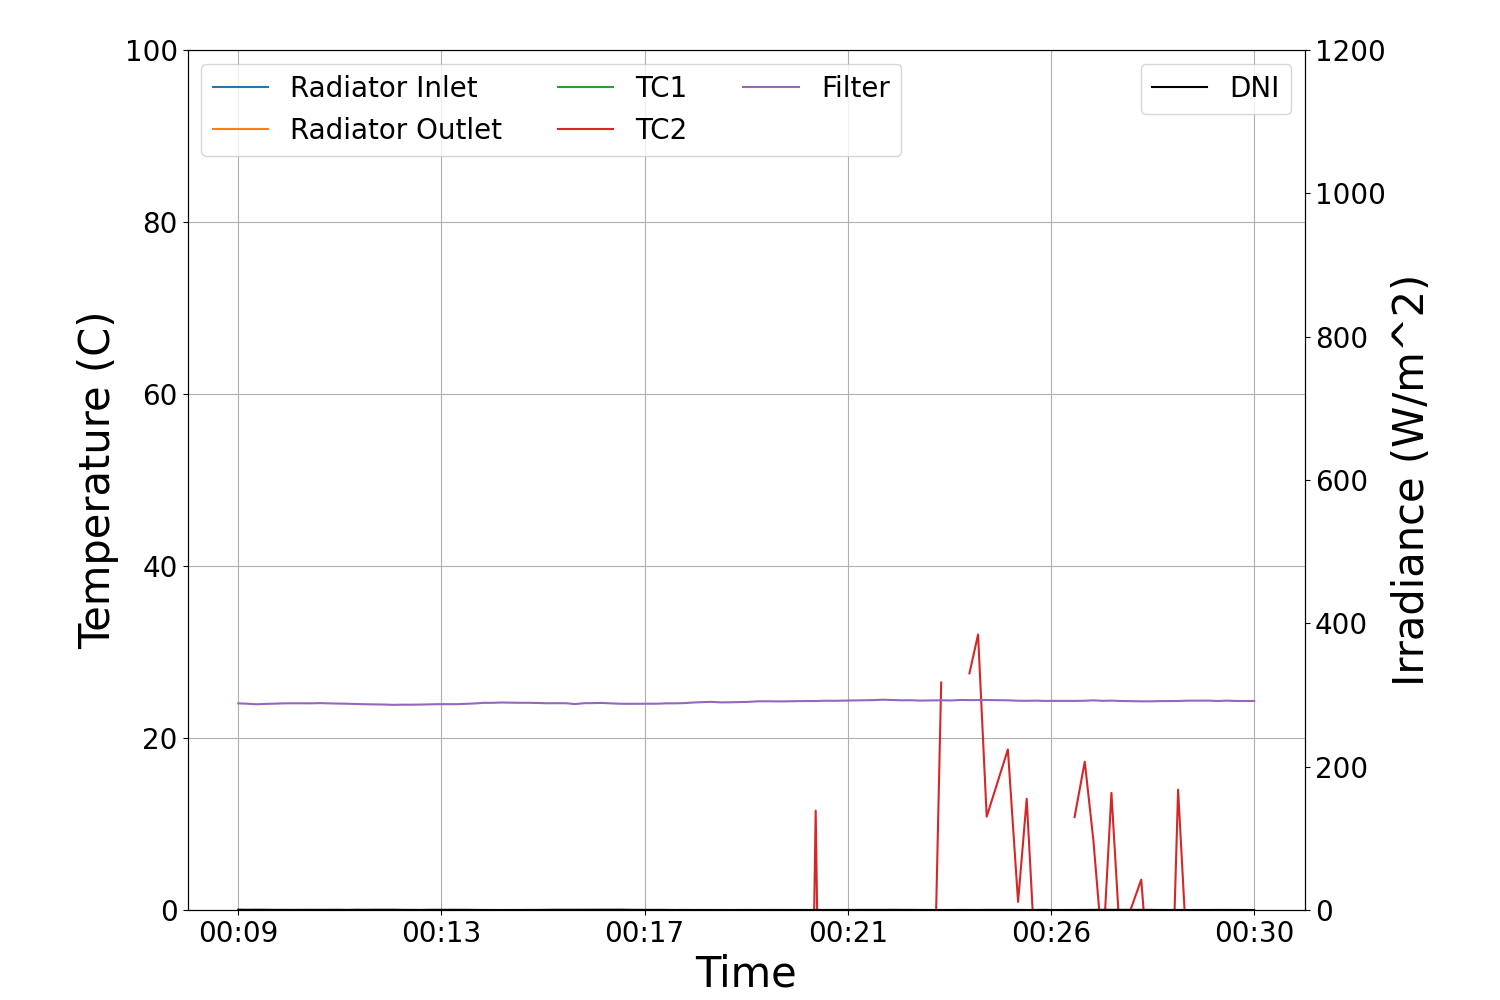 100
80
60
40
20
0
Temperature (C)
Radiator Inlet
Radiator Outlet
TC1
TC2
Filter
DNI
1200
1000
800
600
400
200
0
Irradiance (W/m^2)
00:09 00:13 00:17 00:21 00:26 00:30
Time